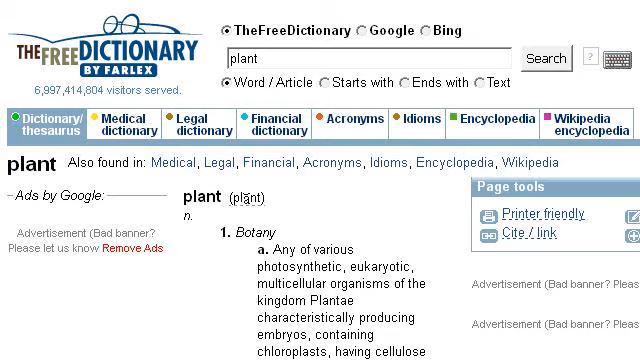 THEFREEDICTIONARY
BY FARLEX
6,997,414,804 visitors served.
TheFreeDictionary Google Bing
plant
Search
?
Word / Article Starts with Ends with Text
Dictionary/
thesaurus
Medical
dictionary
Legal
dictionary
Financial
dictionary
Acronyms
Idioms
Encyclopedia
Wikipedia
encyclopedia
plant Also found in: Medical, Legal, Financial, Acronyms, Idioms, Encyclopedia, Wikipedia
Ads by Google:
Advertisement (Bad banner?
Please let us know Remove Ads
plant (plănt)
n.
1. Botany
a. Any of various
photosynthetic, eukaryotic,
multicellular organisms of the
kingdom Plantae
characteristically producing
embryos, containing
chloroplasts, having cellulose
Page tools
Printer friendly
Cite / link
Advertisement (Bad banner? Pleas
Advertisement (Bad banner? Pleas